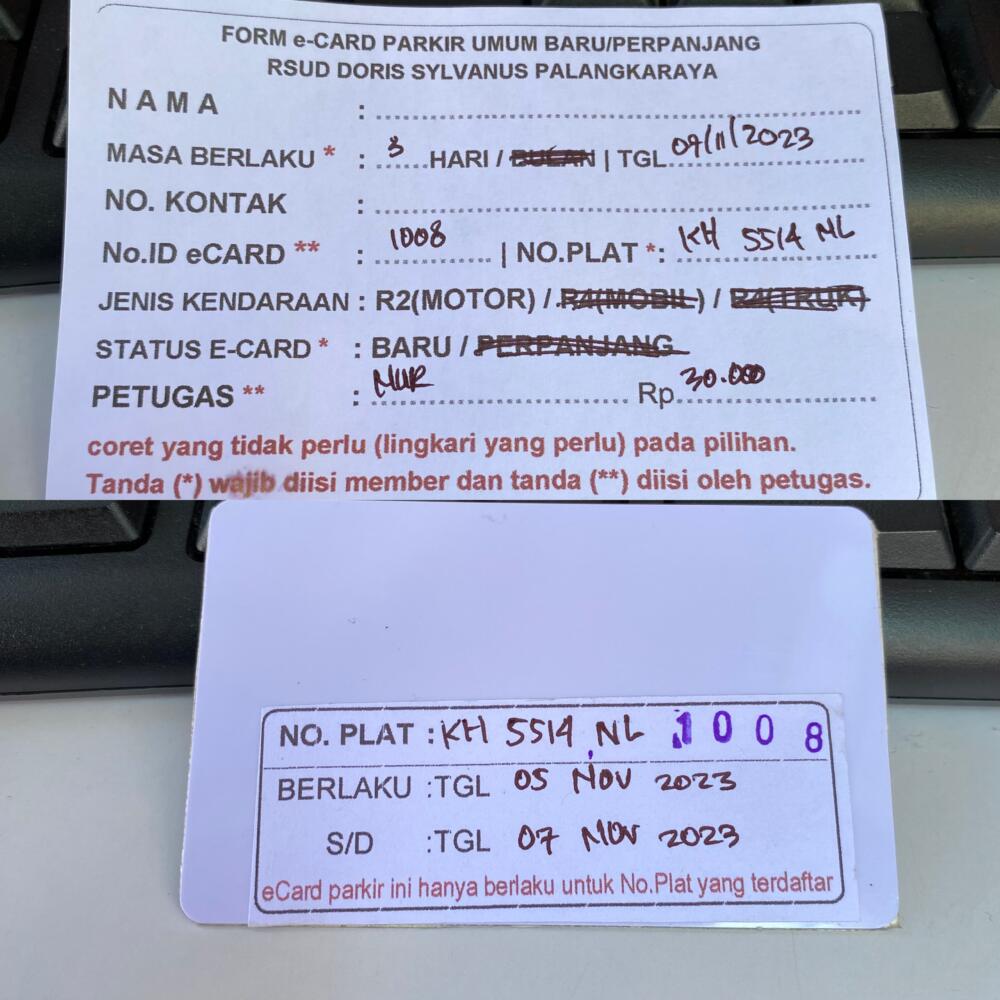 FORM e-CARD PARKIR UMUM BARU/PERPANJANG
RSUD DORIS SYLVANUS PALANGKARAYA
N A M A : ........
MASA BERLAKU * : 3 HARI / BULAN | TGL 07/11/2023
NO. KONTAK : ........
No.ID eCARD ** : 1008 | NO.PLAT *: KH 5514 NL
JENIS KENDARAAN : R2(MOTOR) / R4(MOBIL) / R4(TRUK)
STATUS E-CARD * : BARU / PERPANJANG
PETUGAS ** : MUR Rp 30.000
coret yang tidak perlu (lingkari yang perlu) pada pilihan.
Tanda (*) wajib diisi member dan tanda (**) diisi oleh petugas.
NO. PLAT : KH 5514 NL 1008
BERLAKU : TGL 05 NOV 2023
S/D : TGL 07 NOV 2023
eCard parkir ini hanya berlaku untuk No.Plat yang terdaftar